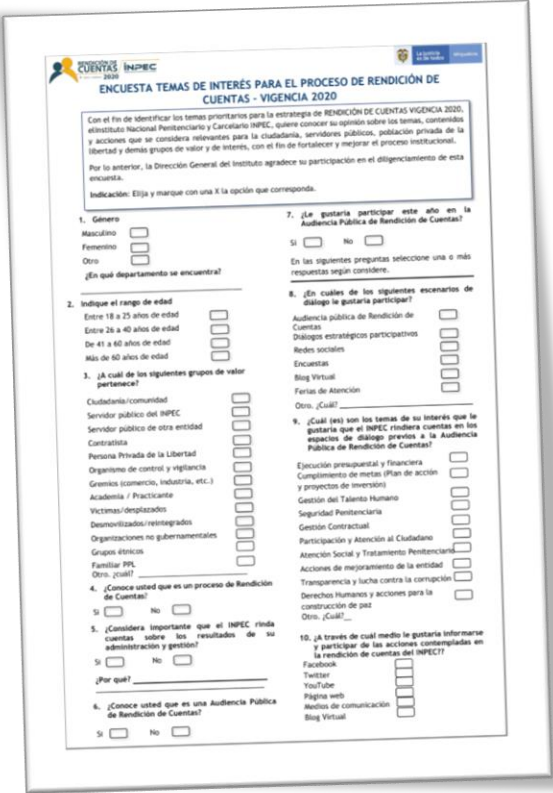 RENDICIÓN DE
CUENTAS
2020
INPEC
La justicia
es de todos
Minjusticia
ENCUESTA TEMAS DE INTERÉS PARA EL PROCESO DE RENDICIÓN DE
CUENTAS - VIGENCIA 2020
Con el fin de identificar los temas prioritarios para la estrategia de RENDICIÓN DE CUENTAS VIGENCIA 2020,
elInstituto Nacional Penitenciario y Carcelario INPEC, quiere conocer su opinión sobre los temas, contenidos
y acciones que se considera relevantes para la ciudadanía, servidores públicos, población privada de la
libertad y demás grupos de valor y de interés, con el fin de fortalecer y mejorar el proceso institucional.
Por lo anterior, la Dirección General del Instituto agradece su participación en el diligenciamiento de esta
encuesta.
Indicación: Elija y marque con una X la opción que corresponda.
1. Género
Masculino
Femenino
Otro
¿En qué departamento se encuentra?
2. Indique el rango de edad
Entre 18 a 25 años de edad
Entre 26 a 40 años de edad
De 41 a 60 años de edad
Más de 60 años de edad
3. ¿A cuál de los siguientes grupos de valor
pertenece?
Ciudadanía/comunidad
Servidor público del INPEC
Servidor público de otra entidad
Contratista
Persona Privada de la Libertad
Organismo de control y vigilancia
Gremios (comercio, industria, etc.)
Academia / Practicante
Víctimas/desplazados
Desmovilizados/reintegrados
Organizaciones no gubernamentales
Grupos étnicos
Familiar PPL
Otro. ¿cuál?
4. ¿Conoce usted que es un proceso de Rendición
de Cuentas?
Si No
5. ¿Considera importante que el INPEC rinda
cuentas sobre los resultados de su
administración y gestión?
Si No
¿Por qué?
6. ¿Conoce usted que es una Audiencia Pública
de Rendición de Cuentas?
Si No
7. ¿Le gustaría participar este año en la
Audiencia Pública de Rendición de Cuentas?
Si No
En las siguientes preguntas seleccione una o más
respuestas según considere.
8. ¿En cuáles de los siguientes escenarios de
diálogo le gustaría participar?
Audiencia pública de Rendición de
Cuentas
Diálogos estratégicos participativos
Redes sociales
Encuestas
Blog Virtual
Ferias de Atención
Otro. ¿Cuál?
9. ¿Cuál (es) son los temas de su interés que le
gustaría que el INPEC rindiera cuentas en los
espacios de diálogo previos a la Audiencia
Pública de Rendición de Cuentas?
Ejecución presupuestal y financiera
Cumplimiento de metas (Plan de acción
y proyectos de inversión)
Gestión del Talento Humano
Seguridad Penitenciaria
Gestión Contractual
Participación y Atención al Ciudadano
Atención Social y Tratamiento Penitenciario
Acciones de mejoramiento de la entidad
Transparencia y lucha contra la corrupción
Derechos Humanos y acciones para la
construcción de paz
Otro. ¿Cuál?
10. ¿A través de cuál medio le gustaría informarse
y participar de las acciones contempladas en
la rendición de cuentas del INPEC??
Facebook
Twitter
YouTube
Página web
Medios de comunicación
Blog Virtual